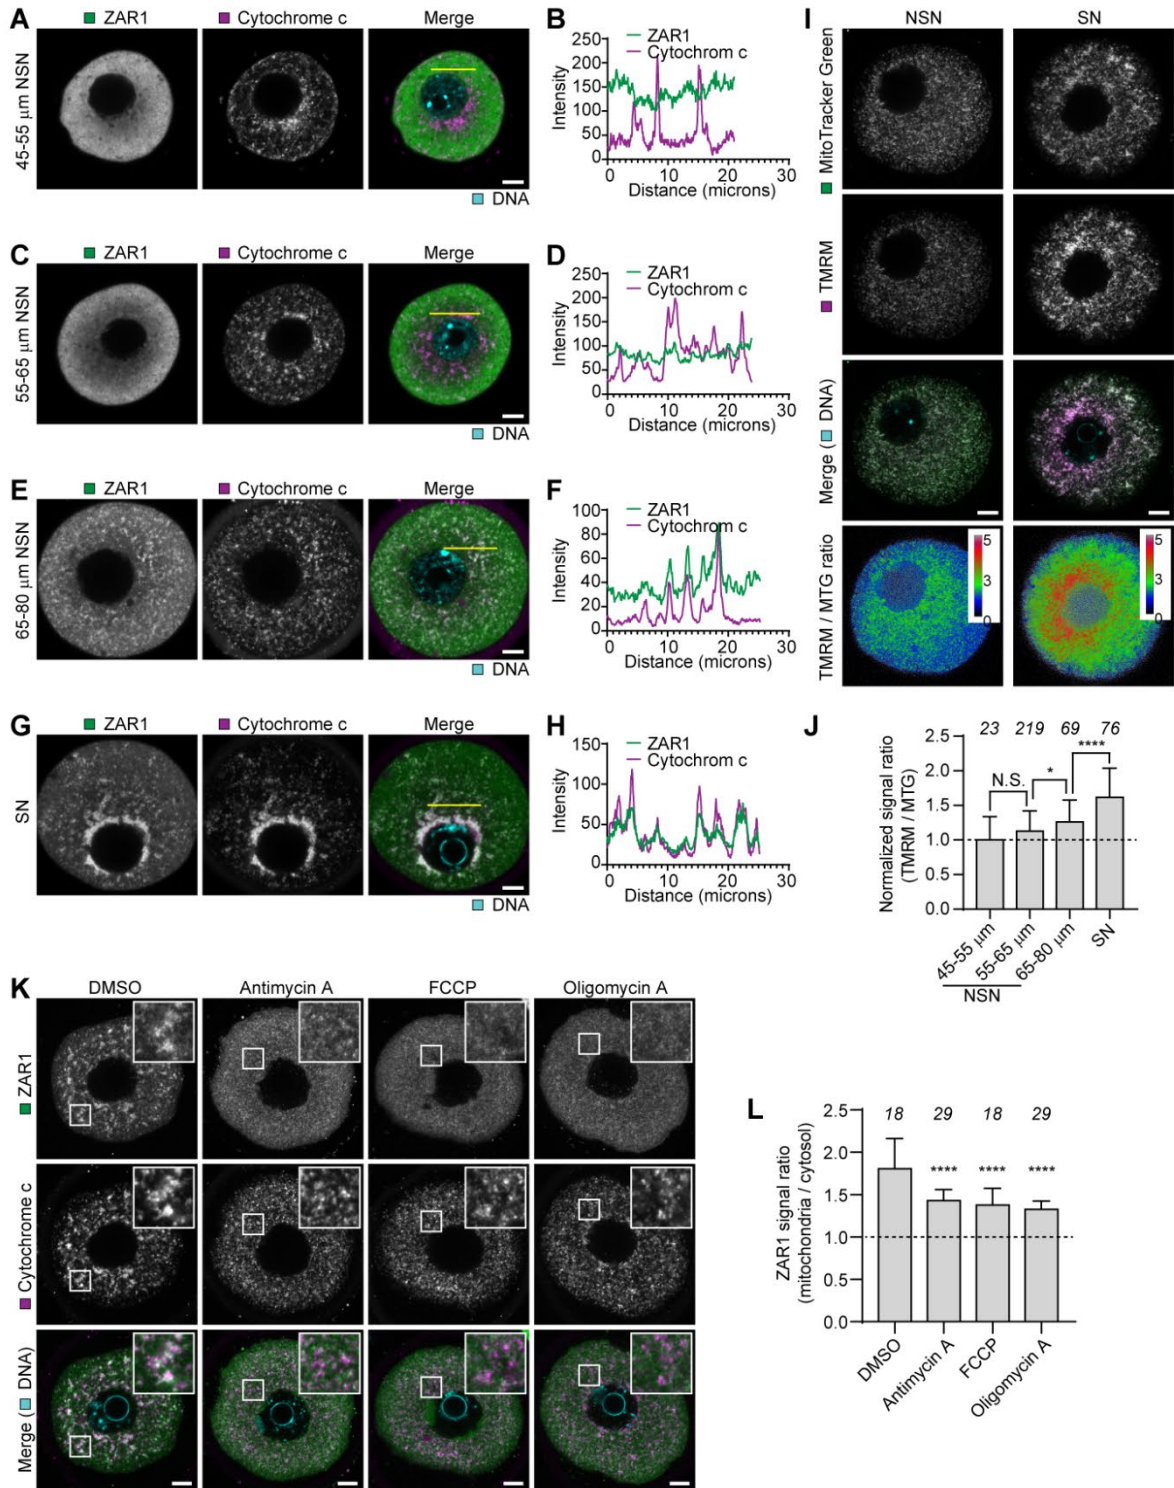 A
ZAR1
Cytochrome c
Merge
45-55 μm NSN
DNA
B
ZAR1
Cytochrom c
Intensity
250
200
150
100
50
0
0 10 20 30
Distance (microns)
C
ZAR1
Cytochrome c
Merge
55-65 μm NSN
DNA
D
ZAR1
Cytochrom c
Intensity
250
200
150
100
50
0
0 10 20 30
Distance (microns)
E
ZAR1
Cytochrome c
Merge
65-80 μm NSN
DNA
F
ZAR1
Cytochrom c
Intensity
100
80
60
40
20
0
0 10 20 30
Distance (microns)
G
ZAR1
Cytochrome c
Merge
SN
DNA
H
ZAR1
Cytochrom c
Intensity
150
100
50
0
0 10 20 30
Distance (microns)
I
NSN
SN
MitoTracker Green
TMRM
Merge ( DNA)
TMRM / MTG ratio
5
3
0
5
3
0
J
23 219 69 76
N.S.
*
****
Normalized signal ratio
(TMRM / MTG)
2.5
2.0
1.5
1.0
0.5
0.0
45-55 μm
55-65 μm
65-80 μm
SN
NSN
K
DMSO
Antimycin A
FCCP
Oligomycin A
ZAR1
Cytochrome c
Merge ( DNA)
L
18 29 18 29
**** **** ****
ZAR1 signal ratio
(mitochondria / cytosol)
2.5
2.0
1.5
1.0
0.5
0.0
DMSO
Antimycin A
FCCP
Oligomycin A